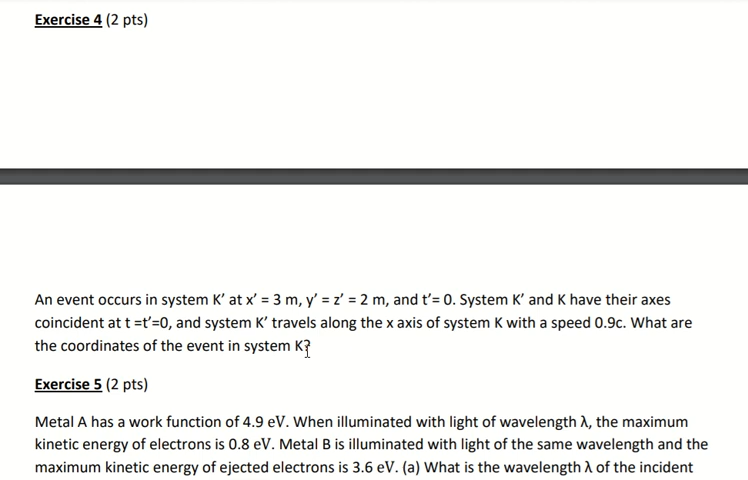 Exercise 4 (2 pts)
An event occurs in system K′ at x′ = 3 m, y′ = z′ = 2 m, and t′= 0. System K′ and K have their axes
coincident at t =t′=0, and system K′ travels along the x axis of system K with a speed 0.9c. What are
the coordinates of the event in system K?
Exercise 5 (2 pts)
Metal A has a work function of 4.9 eV. When illuminated with light of wavelength λ, the maximum
kinetic energy of electrons is 0.8 eV. Metal B is illuminated with light of the same wavelength and the
maximum kinetic energy of ejected electrons is 3.6 eV. (a) What is the wavelength λ of the incident